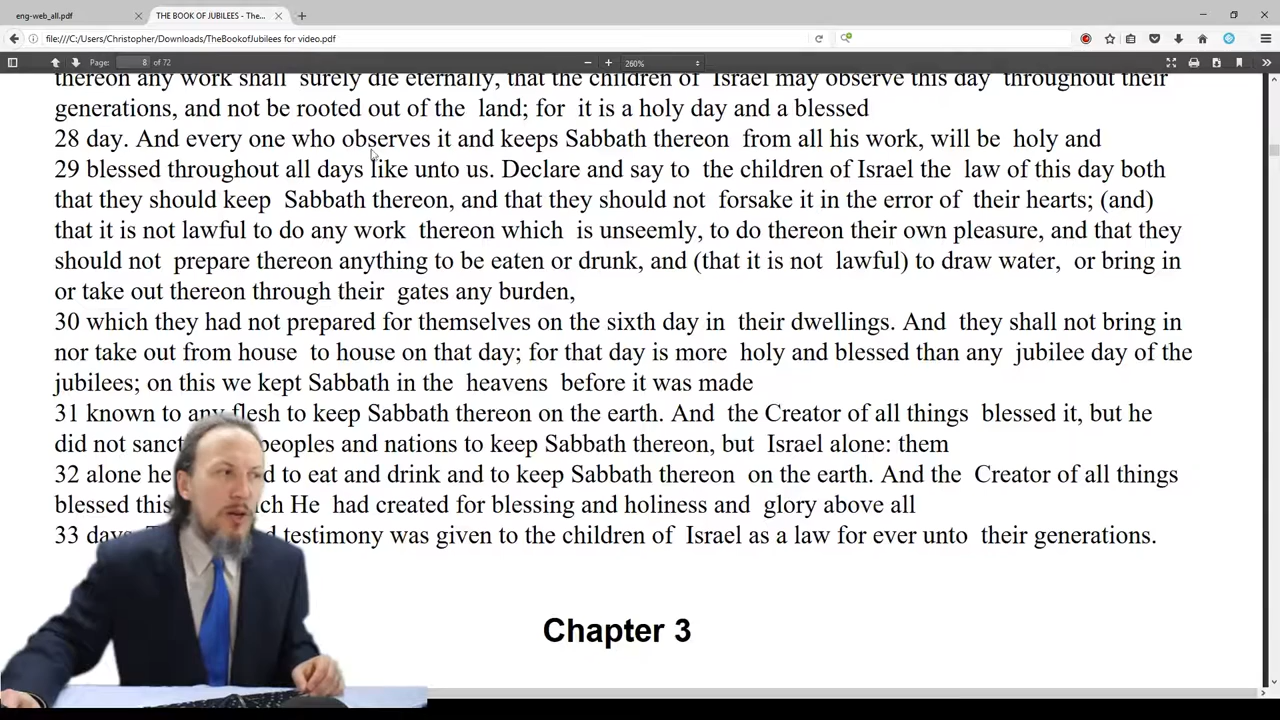 eng-web_all.pdf
THE BOOK OF JUBILEES - The...
file:///C:/Users/Christopher/Downloads/TheBookofJubilees for video.pdf
Page: 8 of 72
260%
thereon any work shall surely die eternally, that the children of Israel may observe this day throughout their
generations, and not be rooted out of the land; for it is a holy day and a blessed
28 day. And every one who observes it and keeps Sabbath thereon from all his work, will be holy and
29 blessed throughout all days like unto us. Declare and say to the children of Israel the law of this day both
that they should keep Sabbath thereon, and that they should not forsake it in the error of their hearts; (and)
that it is not lawful to do any work thereon which is unseemly, to do thereon their own pleasure, and that they
should not prepare thereon anything to be eaten or drunk, and (that it is not lawful) to draw water, or bring in
or take out thereon through their gates any burden,
30 which they had not prepared for themselves on the sixth day in their dwellings. And they shall not bring in
nor take out from house to house on that day; for that day is more holy and blessed than any jubilee day of the
jubilees; on this we kept Sabbath in the heavens before it was made
31 known to any flesh to keep Sabbath thereon on the earth. And the Creator of all things blessed it, but he
did not sanct peoples and nations to keep Sabbath thereon, but Israel alone: them
32 alone he d to eat and drink and to keep Sabbath thereon on the earth. And the Creator of all things
blessed this ch He had created for blessing and holiness and glory above all
33 days testimony was given to the children of Israel as a law for ever unto their generations.
Chapter 3